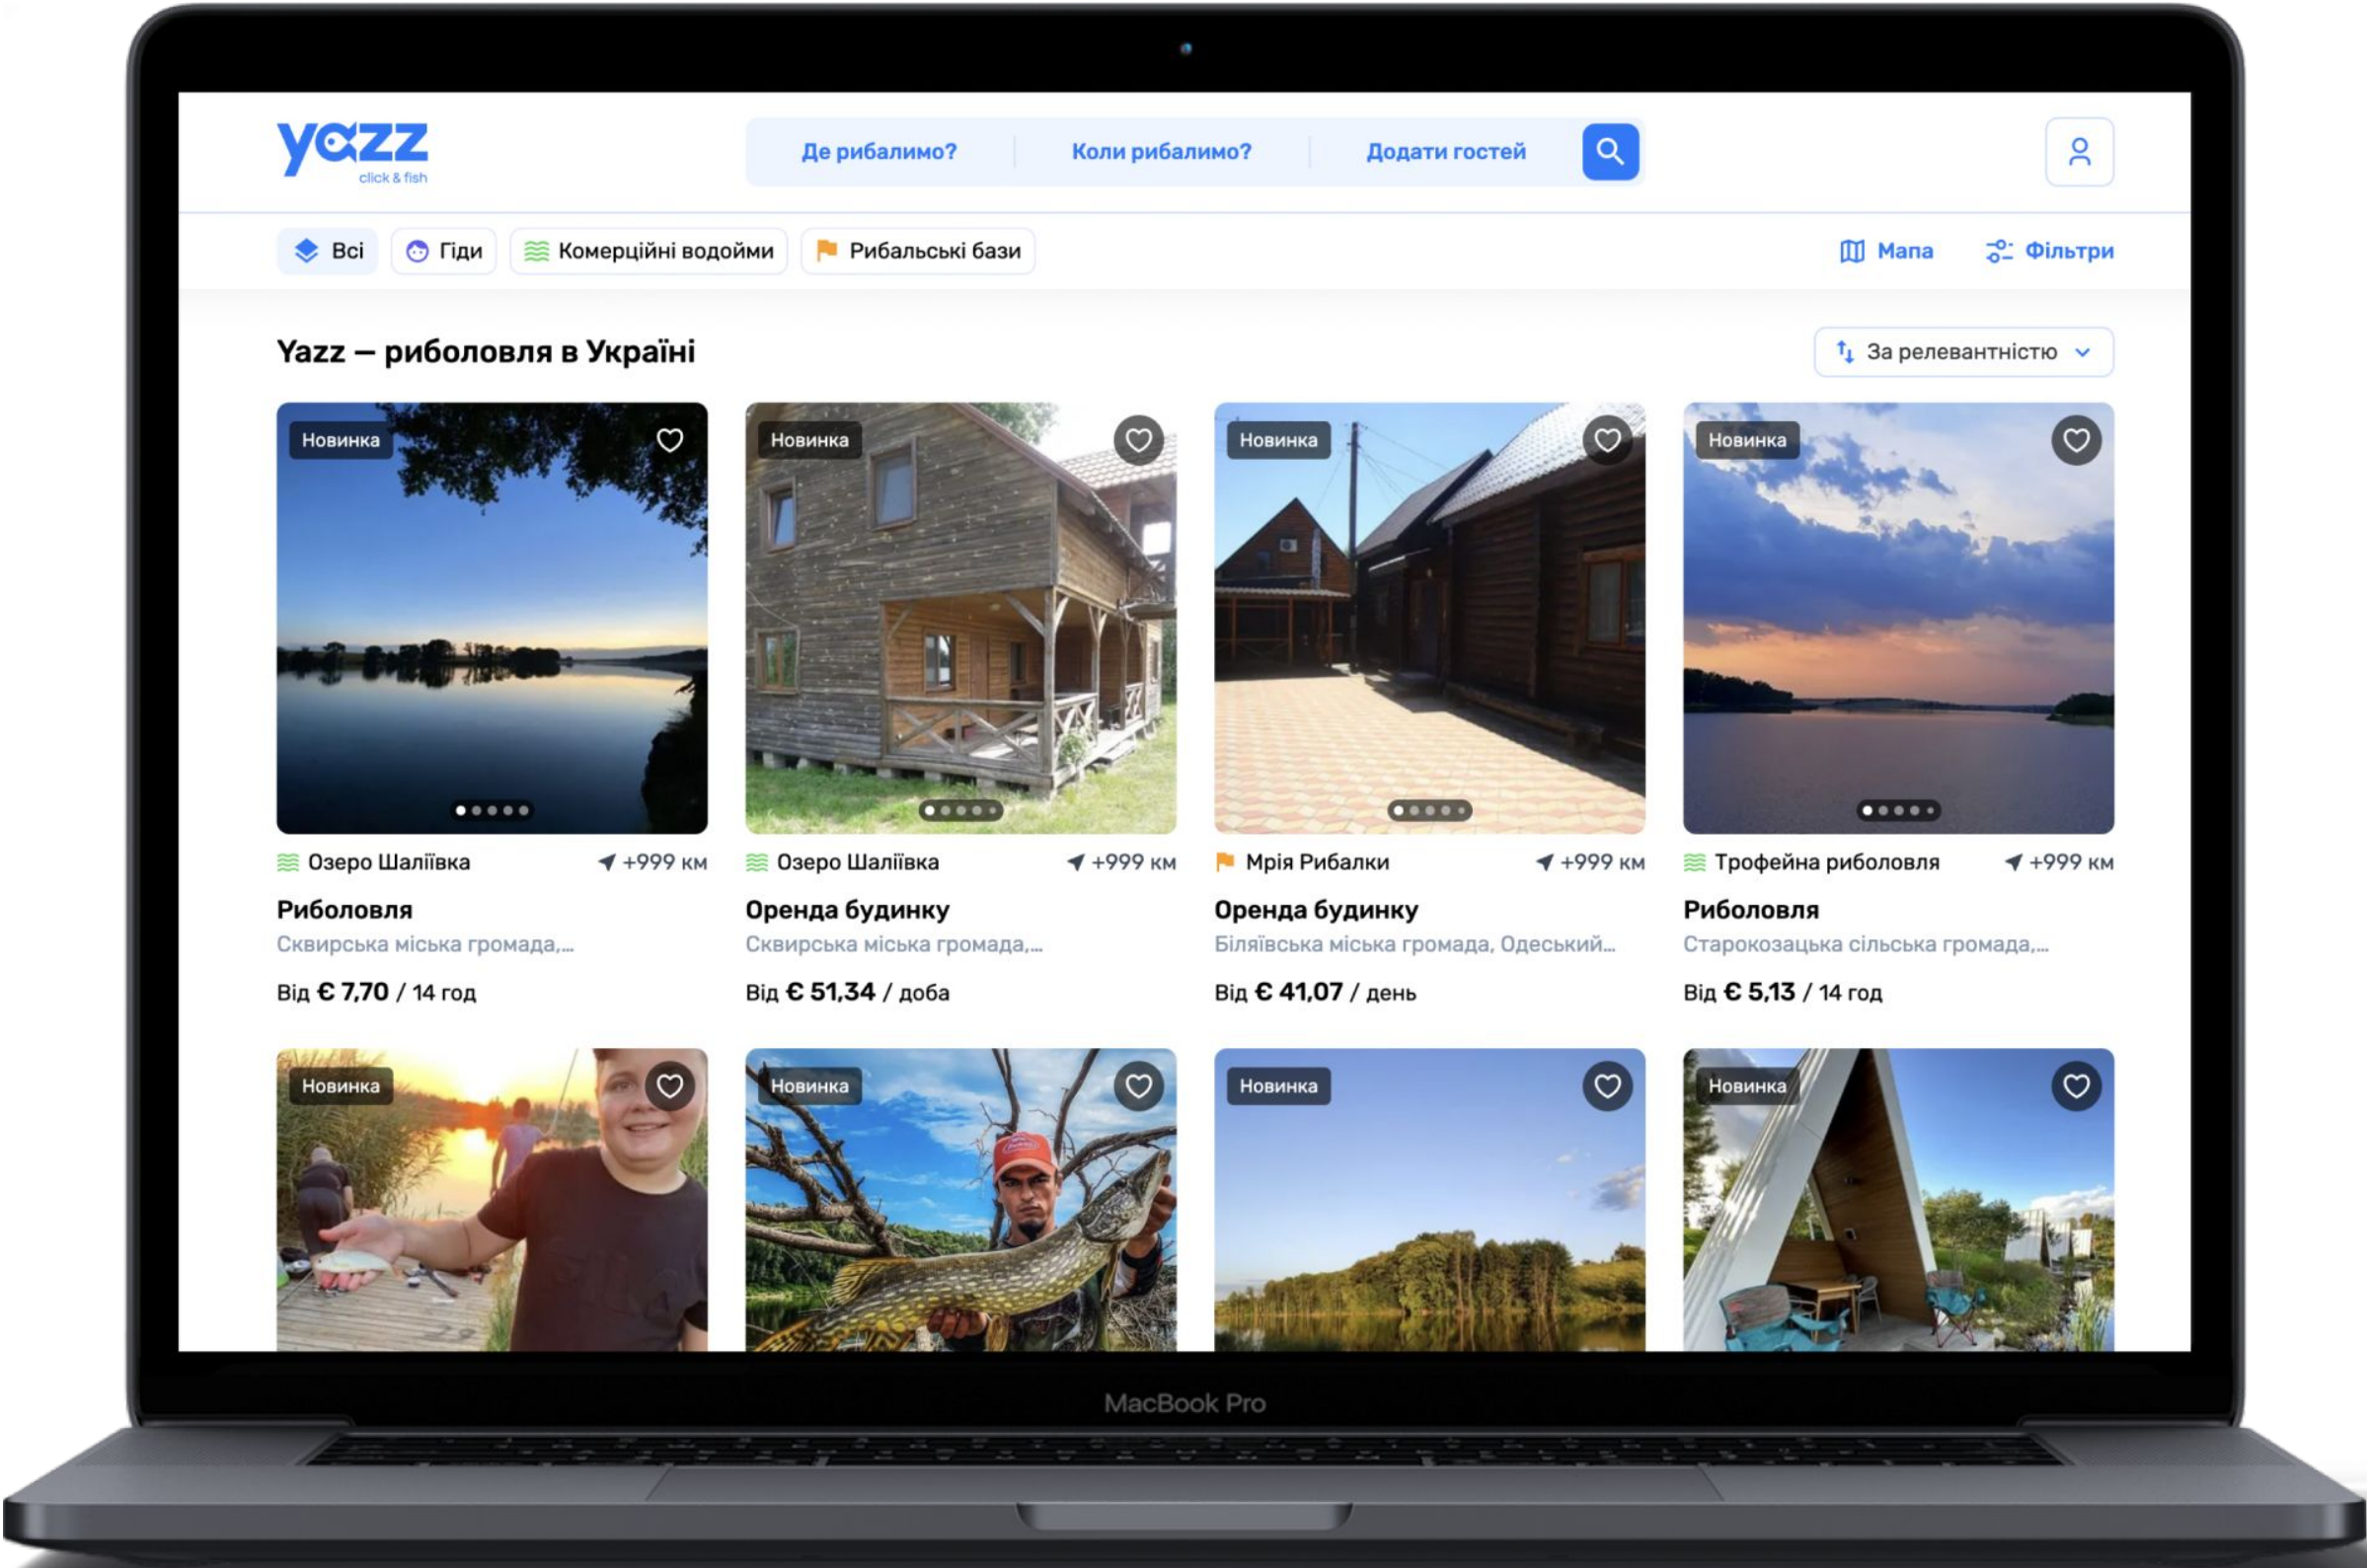 yazz
click & fish
Де рибалимо?
Коли рибалимо?
Додати гостей
Всі
Гіди
Комерційні водойми
Рибальські бази
Мапа
Фільтри
Yazz — риболовля в Україні
За релевантністю
Новинка
Новинка
Новинка
Новинка
Озеро Шаліївка
+999 км
Риболовля
Сквирська міська громада,...
Від € 7,70 / 14 год
Озеро Шаліївка
+999 км
Оренда будинку
Сквирська міська громада,...
Від € 51,34 / доба
Мрія Рибалки
+999 км
Оренда будинку
Біляївська міська громада, Одеський...
Від € 41,07 / день
Трофейна риболовля
+999 км
Риболовля
Старокозацька сільська громада,...
Від € 5,13 / 14 год
Новинка
Новинка
Новинка
Новинка
MacBook Pro